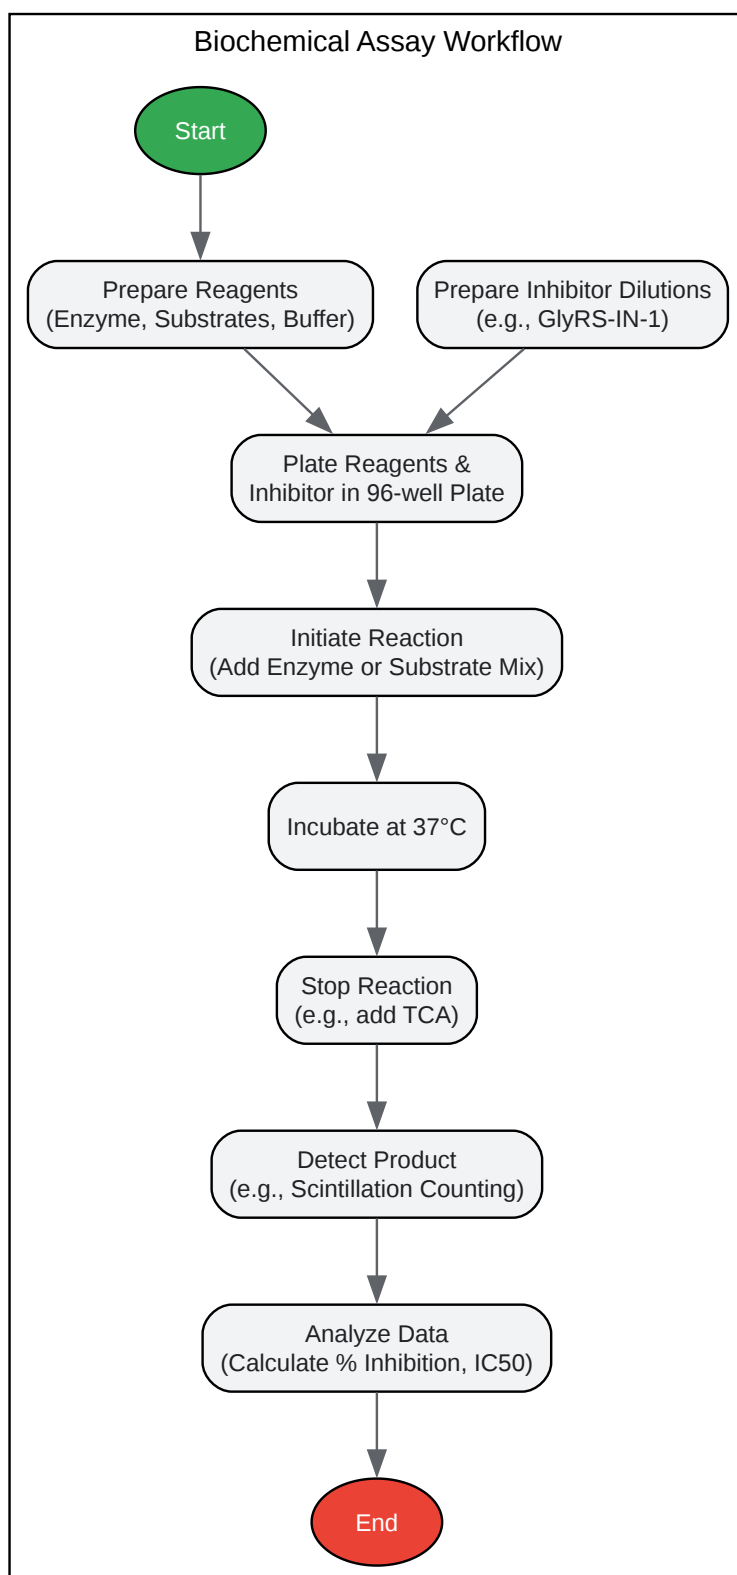 Biochemical Assay Workflow
Start
Prepare Reagents
(Enzyme, Substrates, Buffer)
Prepare Inhibitor Dilutions
(e.g., GlyRS-IN-1)
Plate Reagents &
Inhibitor in 96-well Plate
Initiate Reaction
(Add Enzyme or Substrate Mix)
Incubate at 37°C
Stop Reaction
(e.g., add TCA)
Detect Product
(e.g., Scintillation Counting)
Analyze Data
(Calculate % Inhibition, IC50)
End